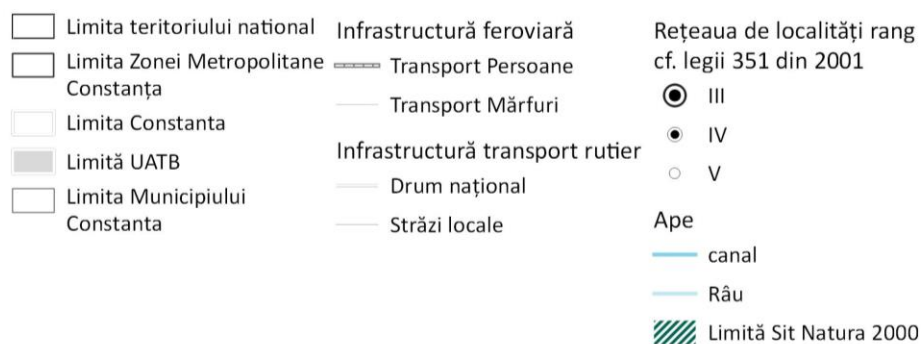 Limita teritoriului național
Limita Zonei Metropolitane
Constanța
Limita Constanta
Limită UATB
Limita Municipiului
Constanta
Infrastructură feroviară
Transport Persoane
Transport Mărfuri
Infrastructură transport rutier
Drum național
Străzi locale
Rețeaua de localități rang
cf. legii 351 din 2001
III
IV
V
Ape
canal
Râu
Limită Sit Natura 2000